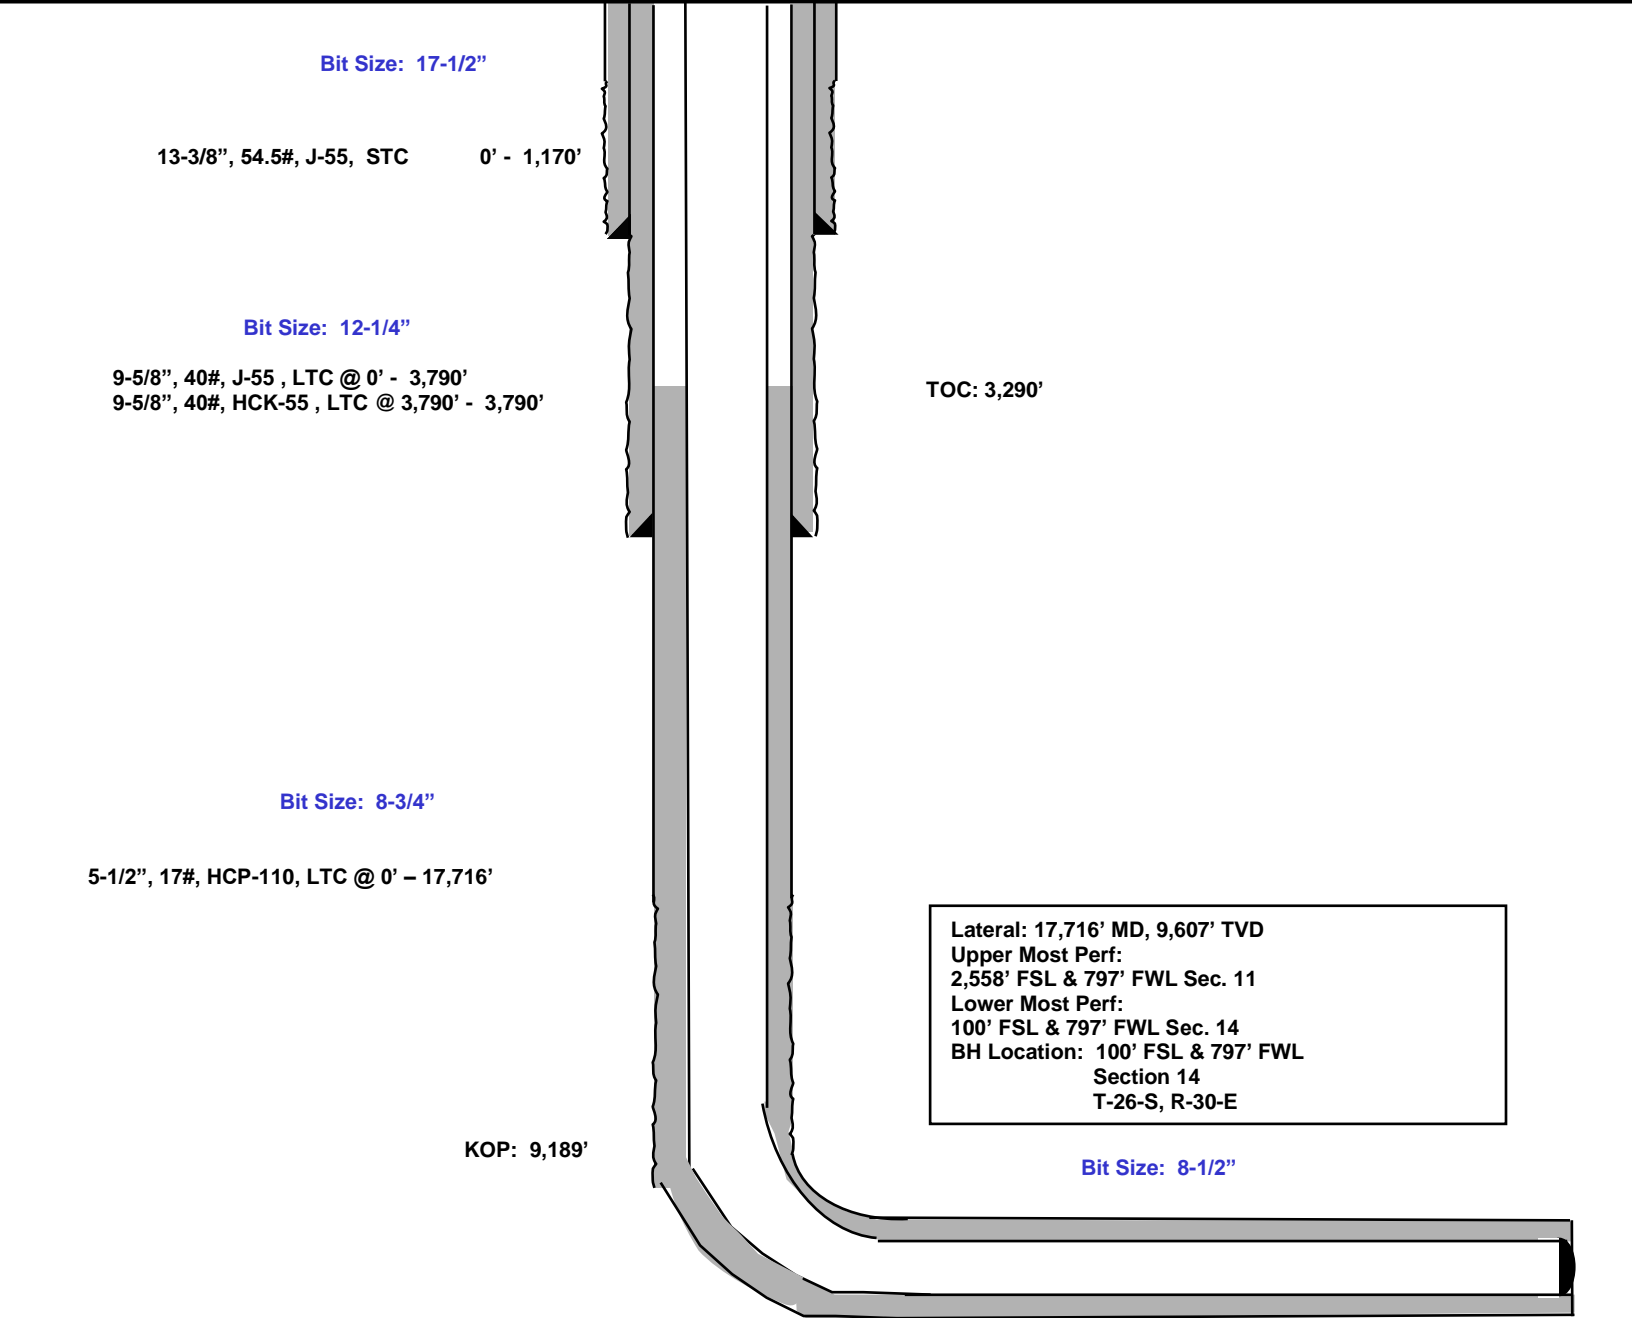 Bit Size: 17-1/2”
13-3/8”, 54.5#, J-55, STC 0’ - 1,170’
Bit Size: 12-1/4”
9-5/8”, 40#, J-55 , LTC @ 0’ - 3,790’
9-5/8”, 40#, HCK-55 , LTC @ 3,790’ - 3,790’
TOC: 3,290’
Bit Size: 8-3/4”
5-1/2”, 17#, HCP-110, LTC @ 0’ – 17,716’
Lateral: 17,716’ MD, 9,607’ TVD
Upper Most Perf:
2,558’ FSL & 797’ FWL Sec. 11
Lower Most Perf:
100’ FSL & 797’ FWL Sec. 14
BH Location: 100’ FSL & 797’ FWL
Section 14
T-26-S, R-30-E
KOP: 9,189’
Bit Size: 8-1/2”